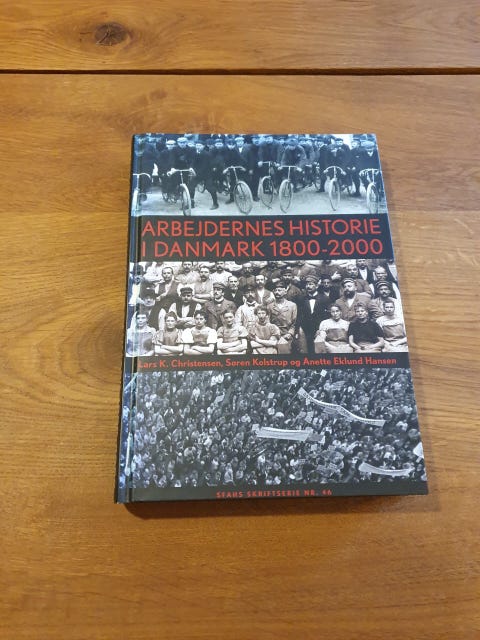 ARBEJDERNES HISTORIE
I DANMARK 1800-2000
Lars K. Christensen, Søren Kolstrup og Anette Eklund Hansen
SFAHS SKRIFTSERIE NR. 46